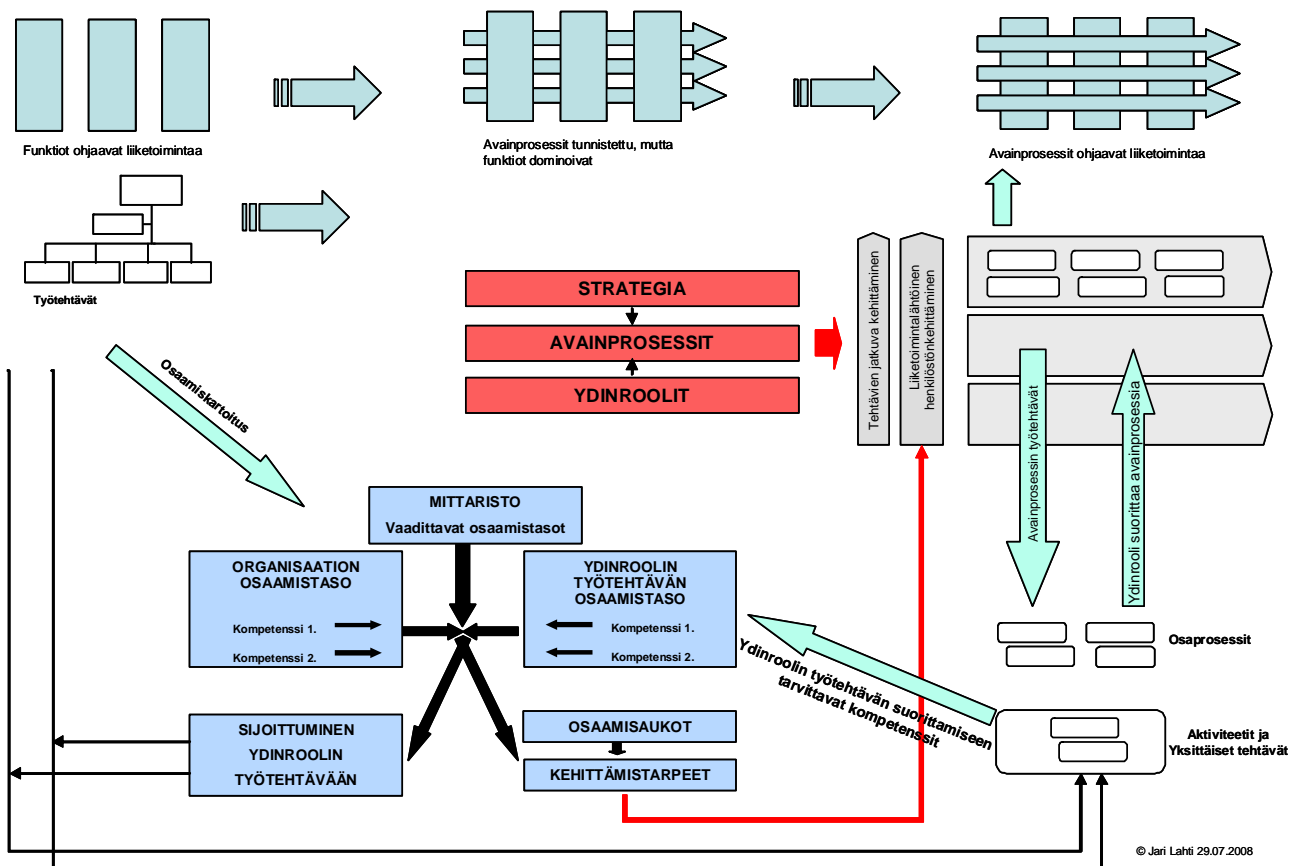 Funktiot ohjaavat liiketoimintaa
Avainprosessit tunnistettu, mutta
funktiot dominoivat
Avainprosessit ohjaavat liiketoimintaa
Työtehtävät
STRATEGIA
AVAINPROSESSIT
YDINROOLIT
Tehtävien jatkuva kehittäminen
Liiketoimintalähtöinen
henkilöstönkehittäminen
Osaamiskartoitus
Avainprosessin työtehtävät
Ydinrooli suorittaa avainprosessia
MITTARISTO
Vaadittavat osaamistasot
ORGANISAATION
OSAAMISTASO
Kompetenssi 1.
Kompetenssi 2.
YDINROOLIN
TYÖTEHTÄVÄN
OSAAMISTASO
Kompetenssi 1.
Kompetenssi 2.
Osaprosessit
Ydinroolin työtehtävän suorittamiseen
tarvittavat kompetenssit
SIJOITTUMINEN
YDINROOLIN
TYÖTEHTÄVÄÄN
OSAAMISAUKOT
KEHITTÄMISTARPEET
Aktiviteetit ja
Yksittäiset tehtävät
© Jari Lahti 29.07.2008